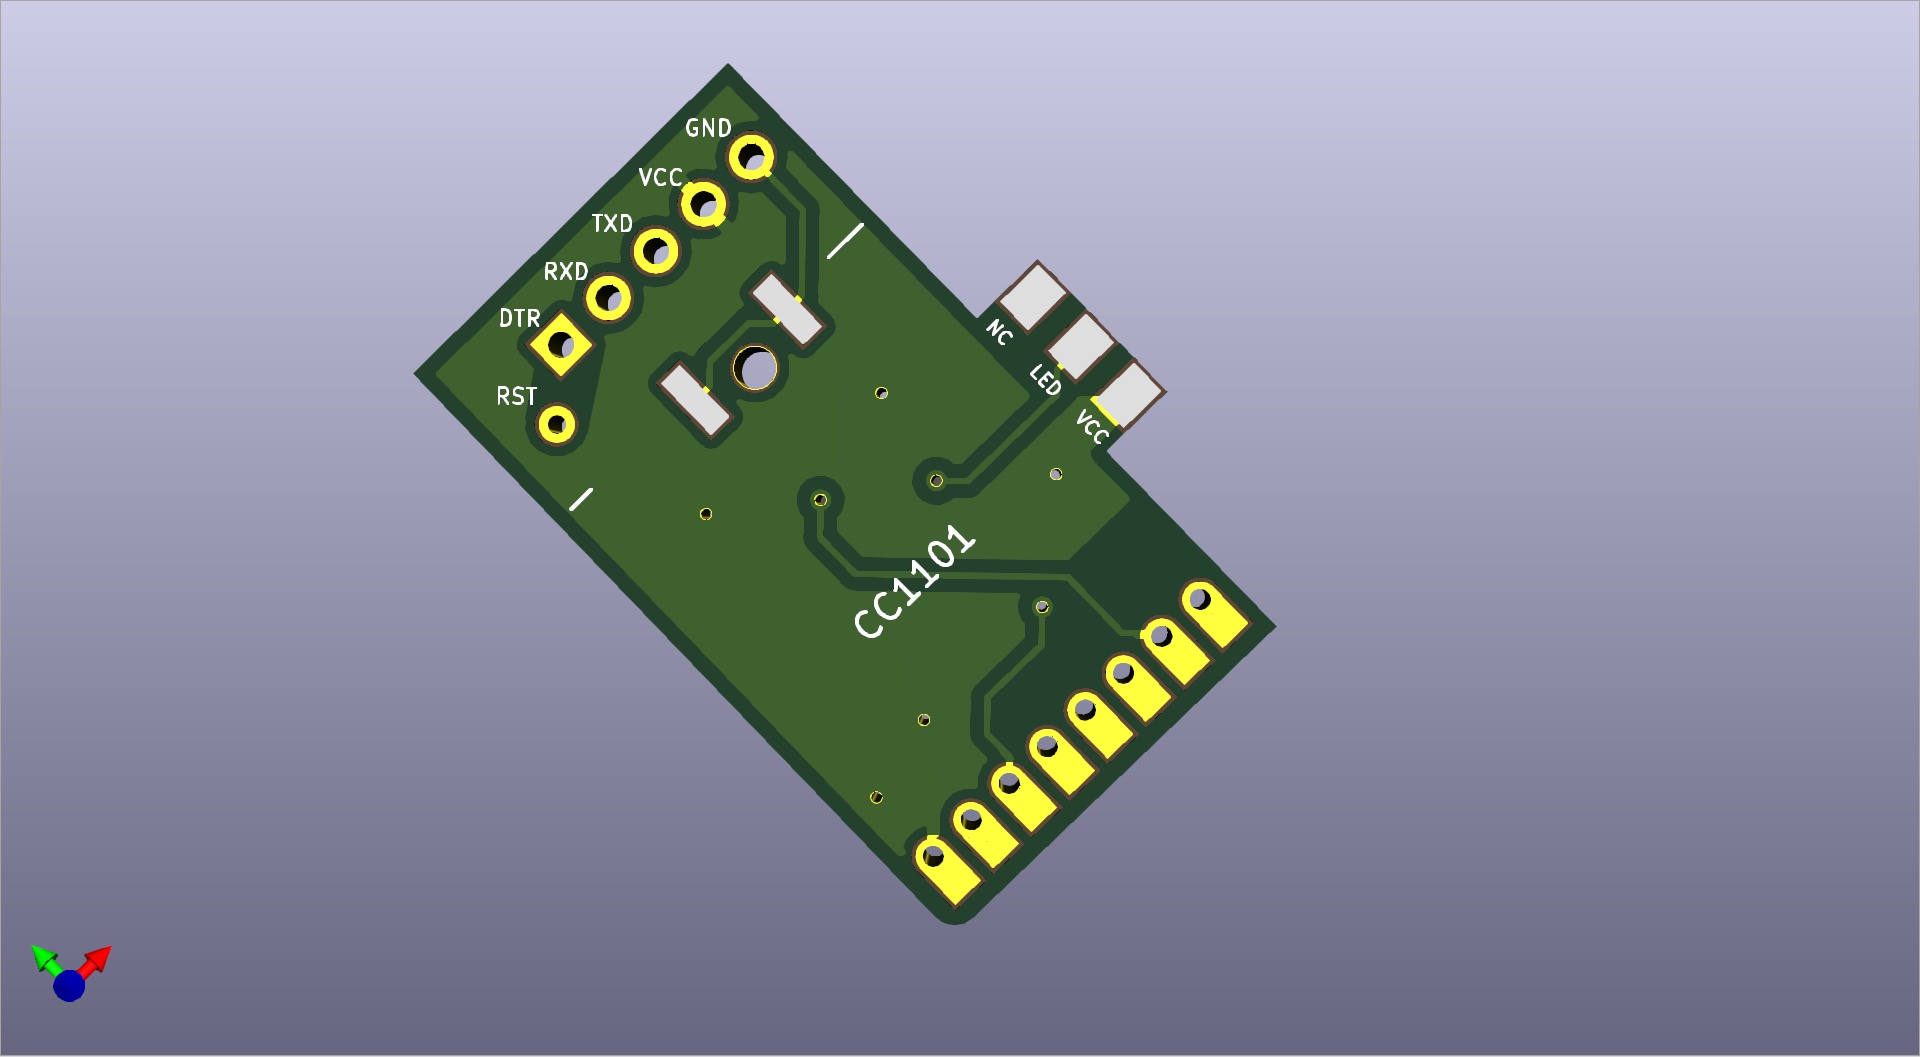 GND
VCC
TXD
RXD
DTR
RST
NC
LED
VCC
CC1101